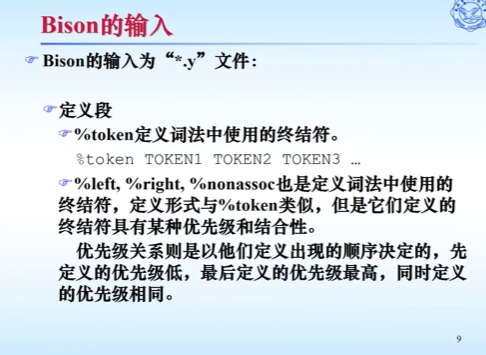 Bison的输入
Bison的输入为“*.y”文件：
定义段
%token定义词法中使用的终结符。
%token TOKEN1 TOKEN2 TOKEN3 …
%left, %right, %nonassoc也是定义词法中使用的
终结符，定义形式与%token类似，但是它们定义的
终结符具有某种优先级和结合性。
优先级关系则是以他们定义出现的顺序决定的，先
定义的优先级低，最后定义的优先级最高，同时定义
的优先级相同。
9